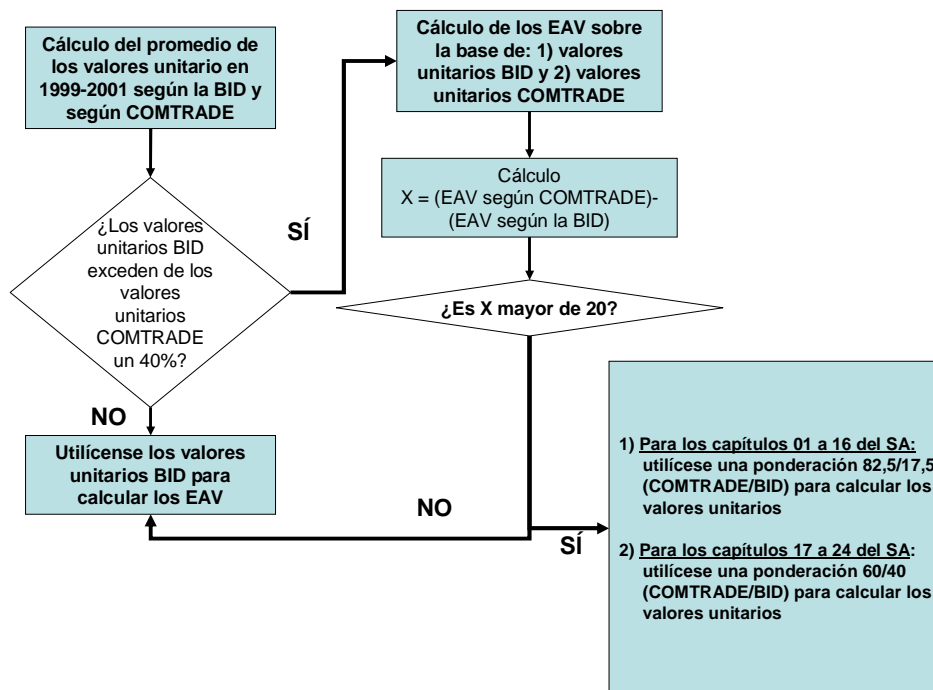 Cálculo del promedio de
los valores unitario en
1999-2001 según la BID y
según COMTRADE
¿Los valores
unitarios BID
exceden de los
valores
unitarios
COMTRADE
un 40%?
SÍ
NO
Utilícense los valores
unitarios BID para
calcular los EAV
Cálculo de los EAV sobre
la base de: 1) valores
unitarios BID y 2) valores
unitarios COMTRADE
Cálculo
X = (EAV según COMTRADE)-
(EAV según la BID)
¿Es X mayor de 20?
NO
SÍ
1) Para los capítulos 01 a 16 del SA:
utilícese una ponderación 82,5/17,5
(COMTRADE/BID) para calcular los
valores unitarios
2) Para los capítulos 17 a 24 del SA:
utilícese una ponderación 60/40
(COMTRADE/BID) para calcular los
valores unitarios